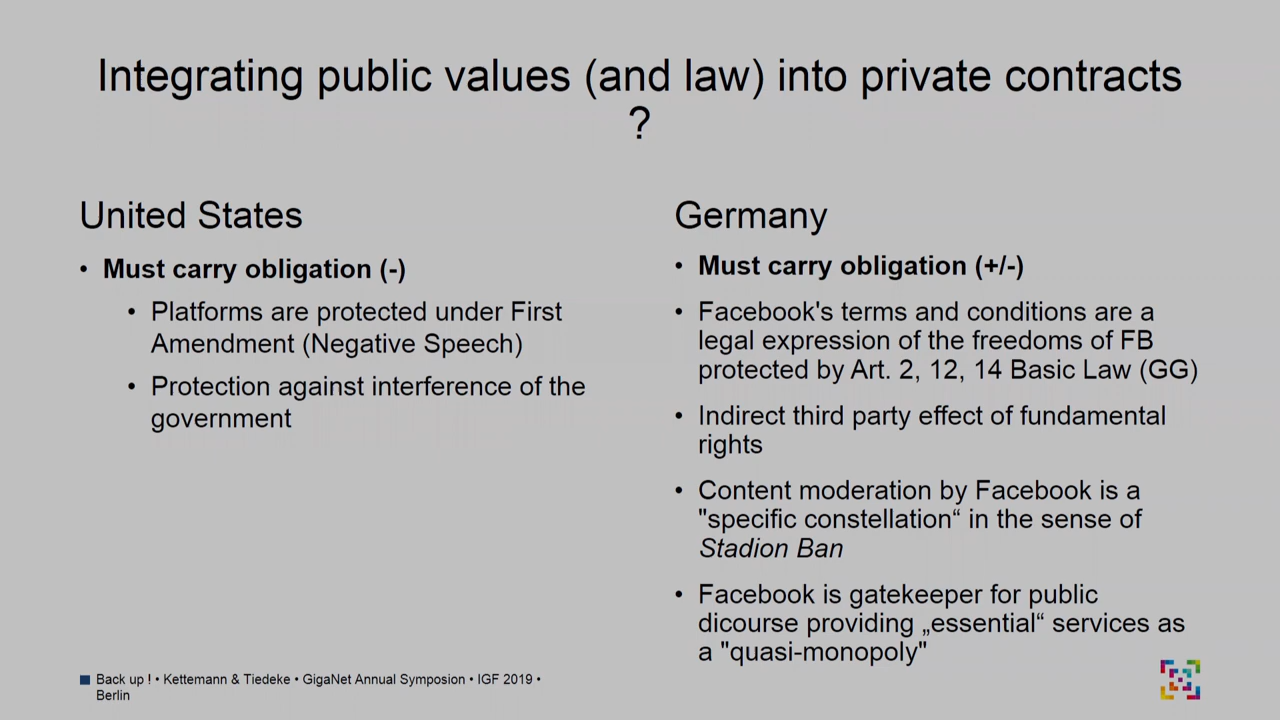 Integrating public values (and law) into private contracts
?
United States
• Must carry obligation (-)
• Platforms are protected under First
Amendment (Negative Speech)
• Protection against interference of the
government
Germany
• Must carry obligation (+/-)
• Facebook's terms and conditions are a
legal expression of the freedoms of FB
protected by Art. 2, 12, 14 Basic Law (GG)
• Indirect third party effect of fundamental
rights
• Content moderation by Facebook is a
"specific constellation“ in the sense of
Stadion Ban
• Facebook is gatekeeper for public
dicourse providing „essential“ services as
a "quasi-monopoly"
Back up ! • Kettemann & Tiedeke • GigaNet Annual Symposion • IGF 2019 •
Berlin